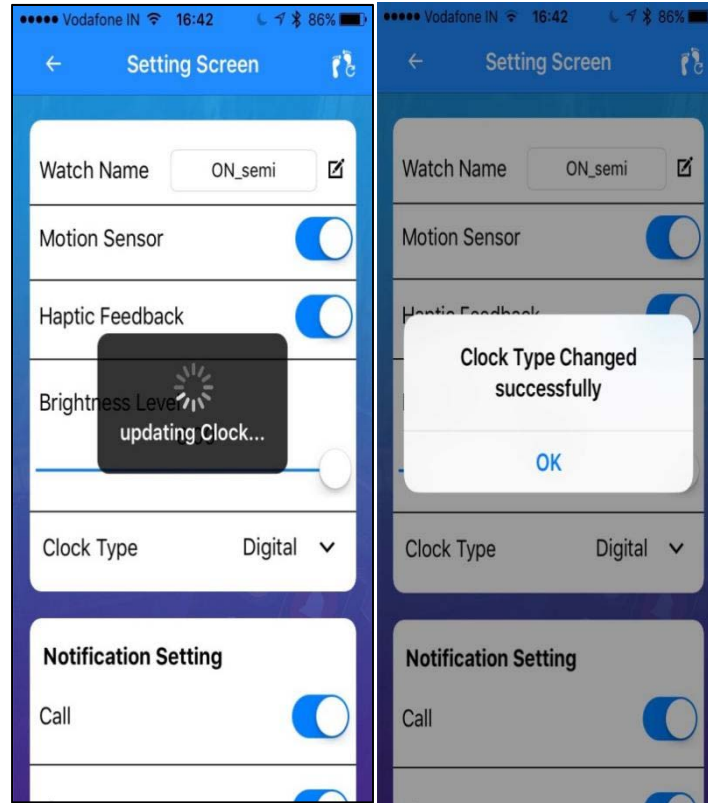 Vodafone IN 16:42 86%
Setting Screen
Watch Name ON_semi
Motion Sensor
Haptic Feedback
Brightness Level
updating Clock...
Clock Type Digital
Notification Setting
Call
Vodafone IN 16:42 86%
Setting Screen
Watch Name ON_semi
Motion Sensor
Haptic Feedback
Clock Type Changed
successfully
OK
Clock Type Digital
Notification Setting
Call